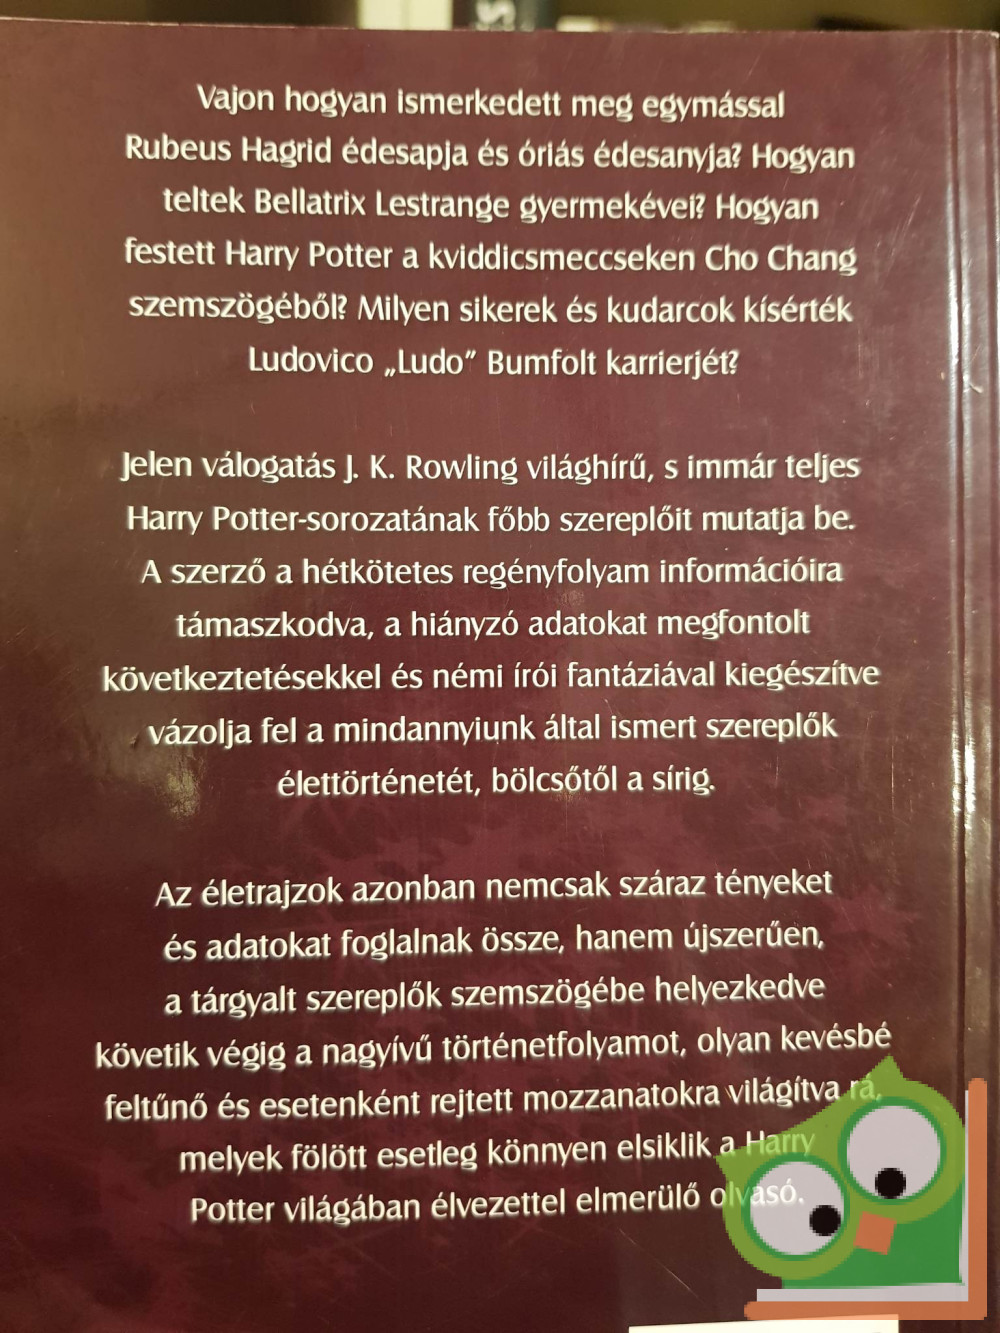 Vajon hogyan ismerkedett meg egymással
Rubeus Hagrid édesapja és óriás édesanyja? Hogyan
teltek Bellatrix Lestrange gyermekévei? Hogyan
festett Harry Potter a kviddicsmeccseken Cho Chang
szemszögéből? Milyen sikerek és kudarcok kísérték
Ludovico „Ludo” Bumfolt karrierjét?
Jelen válogatás J. K. Rowling világhírű, s immár teljes
Harry Potter-sorozatának főbb szereplőit mutatja be.
A szerző a hétkötetes regényfolyam információira
támaszkodva, a hiányzó adatokat megfontolt
következtetésekkel és némi írói fantáziával kiegészítve
vázolja fel a mindannyiunk által ismert szereplők
élettörténetét, bölcsőtől a sírig.
Az életrajzok azonban nemcsak száraz tényeket
és adatokat foglalnak össze, hanem újszerűen,
a tárgyalt szereplők szemszögébe helyezkedve
követik végig a nagyívű történetfolyamot, olyan kevésbé
feltűnő és esetenként rejtett mozzanatokra világítva rá,
melyek fölött esetleg könnyen elsiklik a Harry
Potter világában élvezettel elmerülő olvasó.